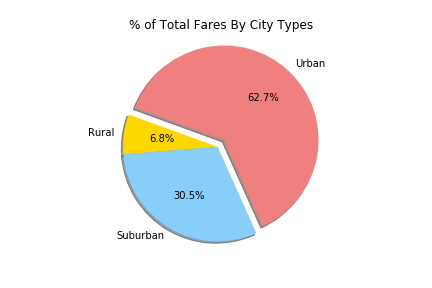 % of Total Fares By City Types
Urban
62.7%
Rural
6.8%
30.5%
Suburban